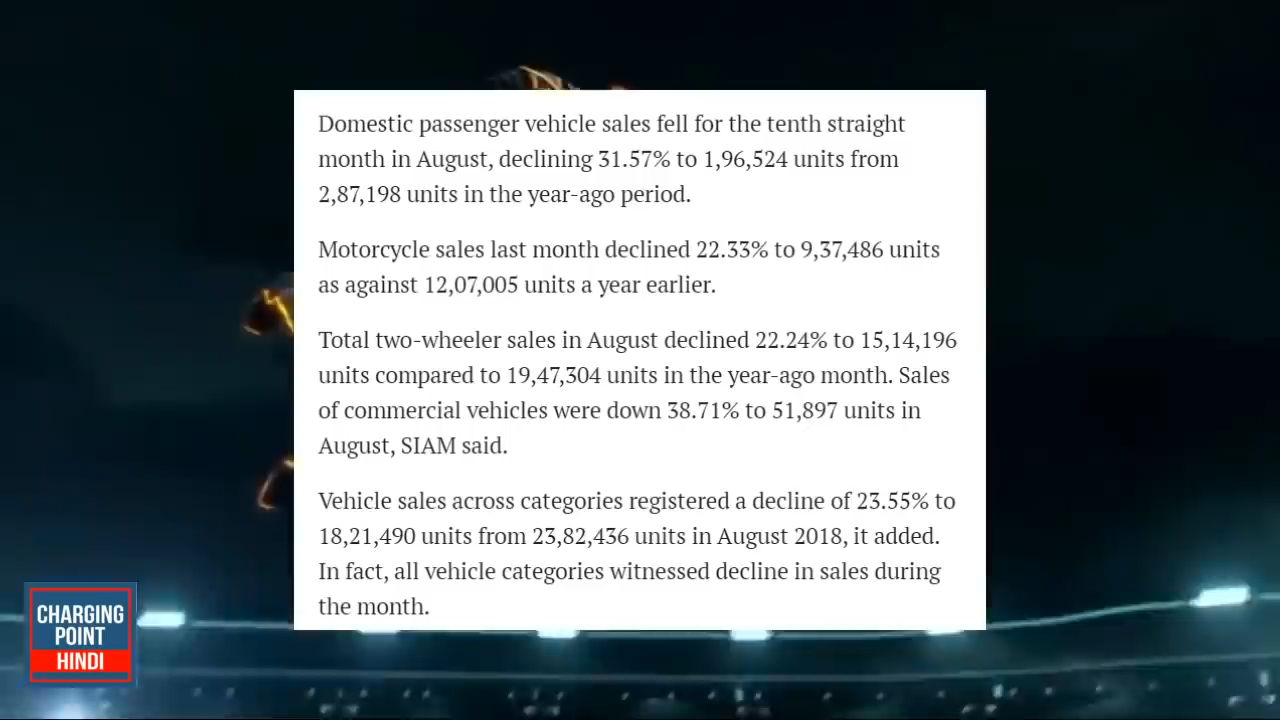 Domestic passenger vehicle sales fell for the tenth straight
month in August, declining 31.57% to 1,96,524 units from
2,87,198 units in the year-ago period.
Motorcycle sales last month declined 22.33% to 9,37,486 units
as against 12,07,005 units a year earlier.
Total two-wheeler sales in August declined 22.24% to 15,14,196
units compared to 19,47,304 units in the year-ago month. Sales
of commercial vehicles were down 38.71% to 51,897 units in
August, SIAM said.
Vehicle sales across categories registered a decline of 23.55% to
18,21,490 units from 23,82,436 units in August 2018, it added.
In fact, all vehicle categories witnessed decline in sales during
the month.
CHARGING
POINT
HINDI